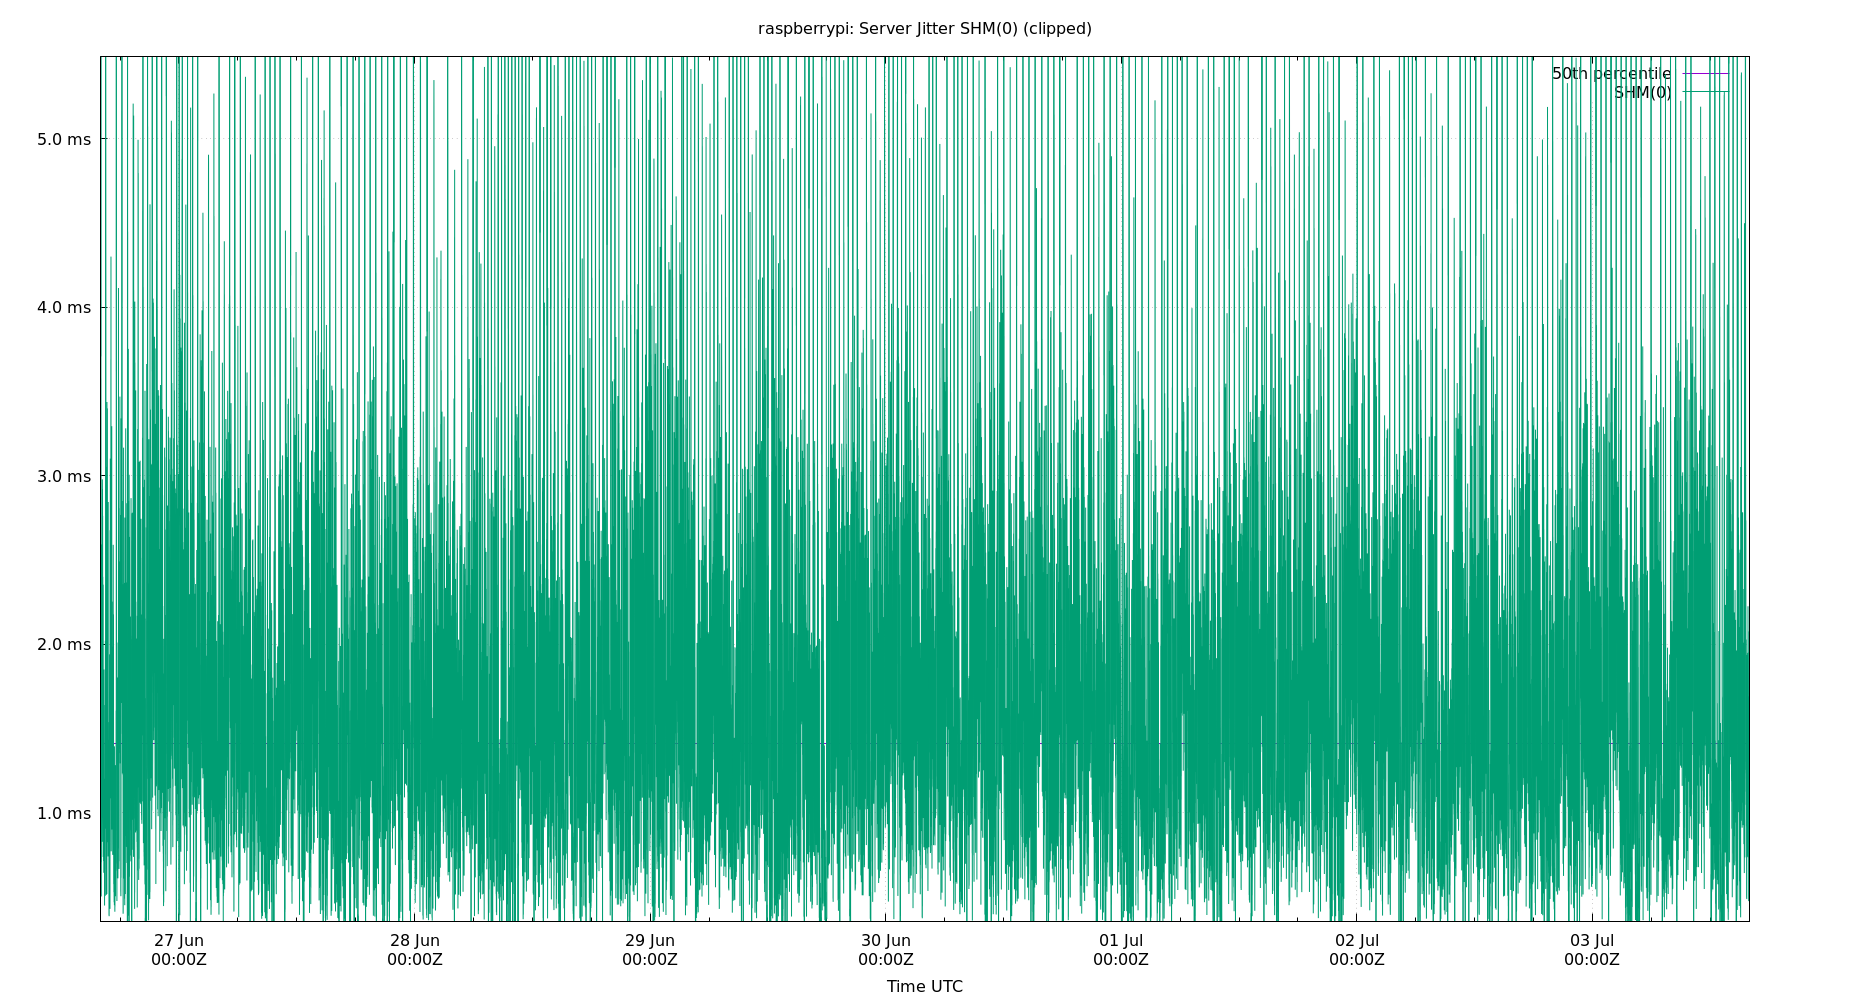 raspberrypi: Server Jitter SHM(0) (clipped)
50th percentile
SHM(0)
5.0 ms
4.0 ms
3.0 ms
2.0 ms
1.0 ms
27 Jun 28 Jun 29 Jun 30 Jun 01 Jul 02 Jul 03 Jul
00:00Z 00:00Z 00:00Z 00:00Z 00:00Z 00:00Z 00:00Z
Time UTC